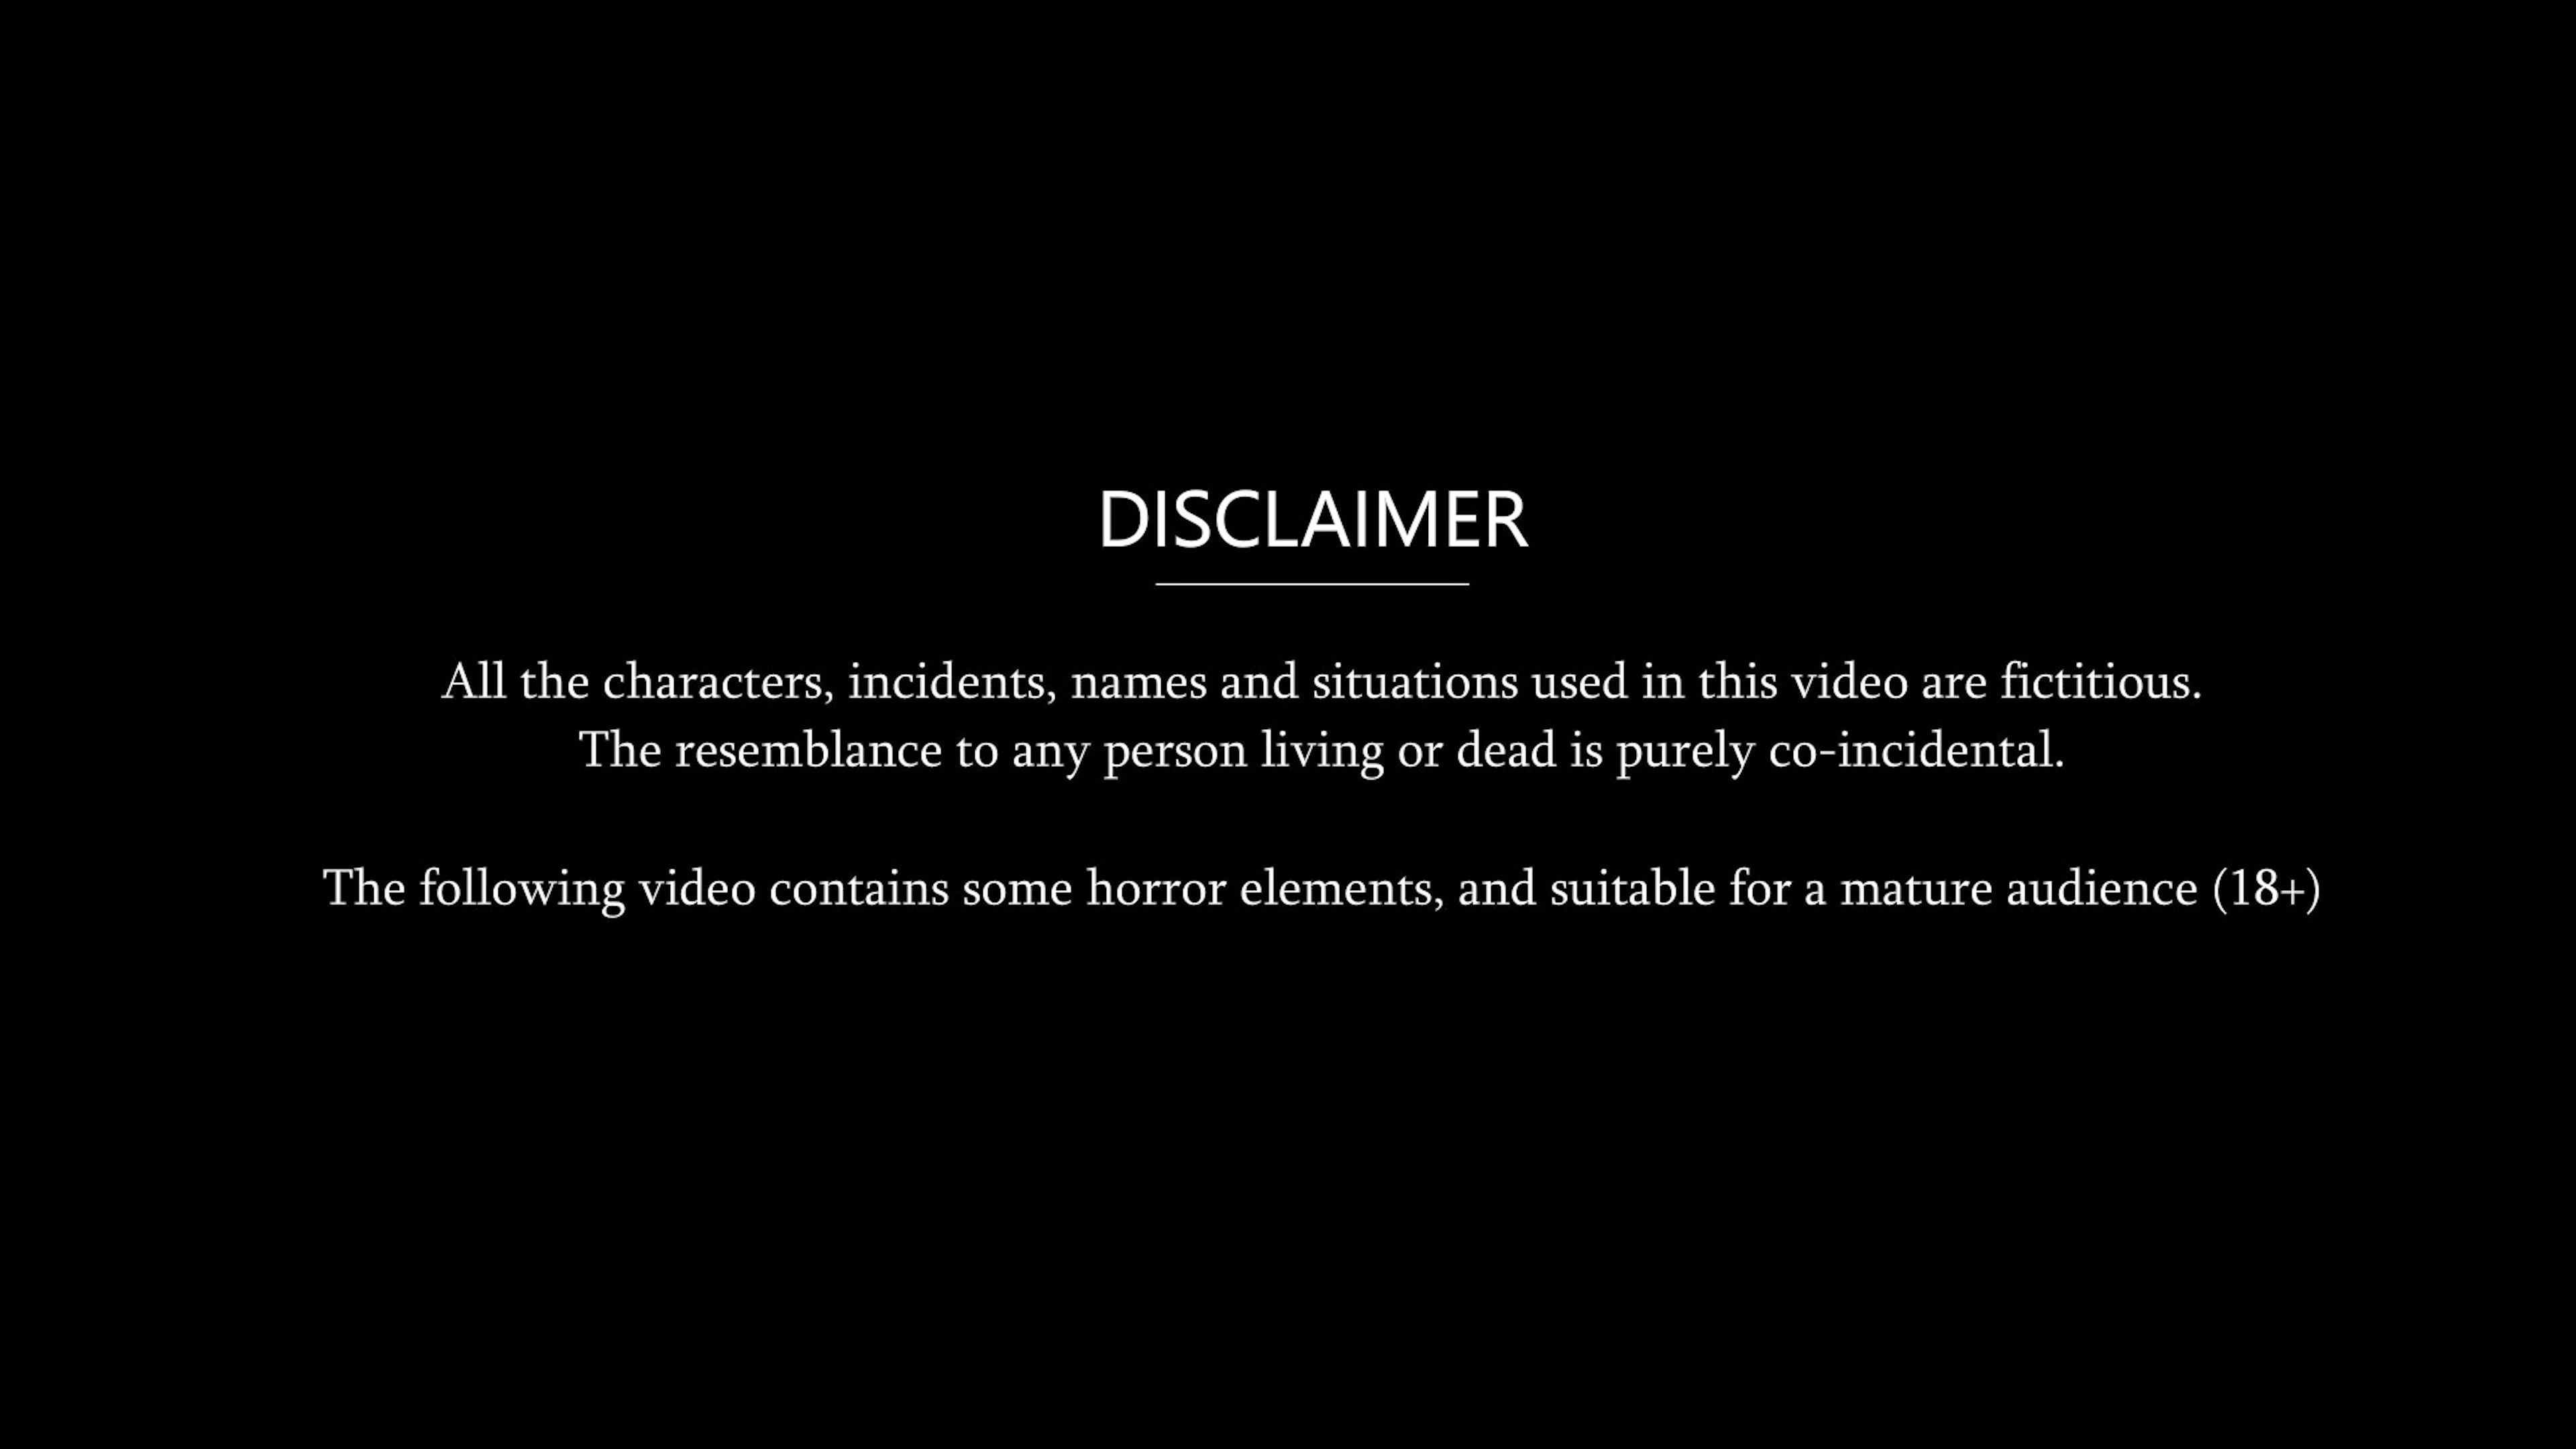 DISCLAIMER
All the characters, incidents, names and situations used in this video are fictitious.
The resemblance to any person living or dead is purely co-incidental.
The following video contains some horror elements, and suitable for a mature audience (18+)